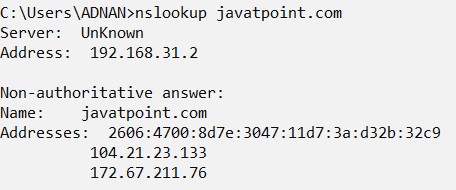 C:\Users\ADNAN>nslookup javatpoint.com
Server:  UnKnown
Address:  192.168.31.2

Non-authoritative answer:
Name:    javatpoint.com
Addresses:  2606:4700:8d7e:3047:11d7:3a:d32b:32c9
          104.21.23.133
          172.67.211.76